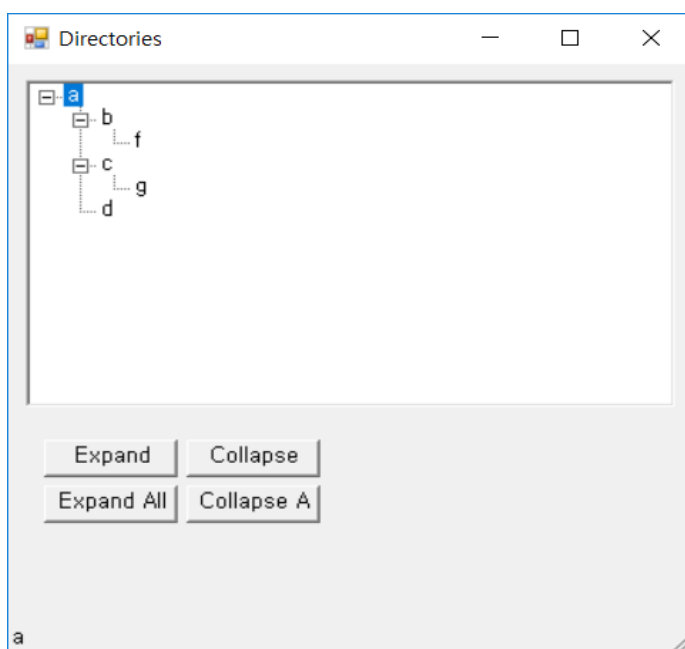 Directories
a
b
f
c
g
d
Expand Collapse
Expand All Collapse A
a